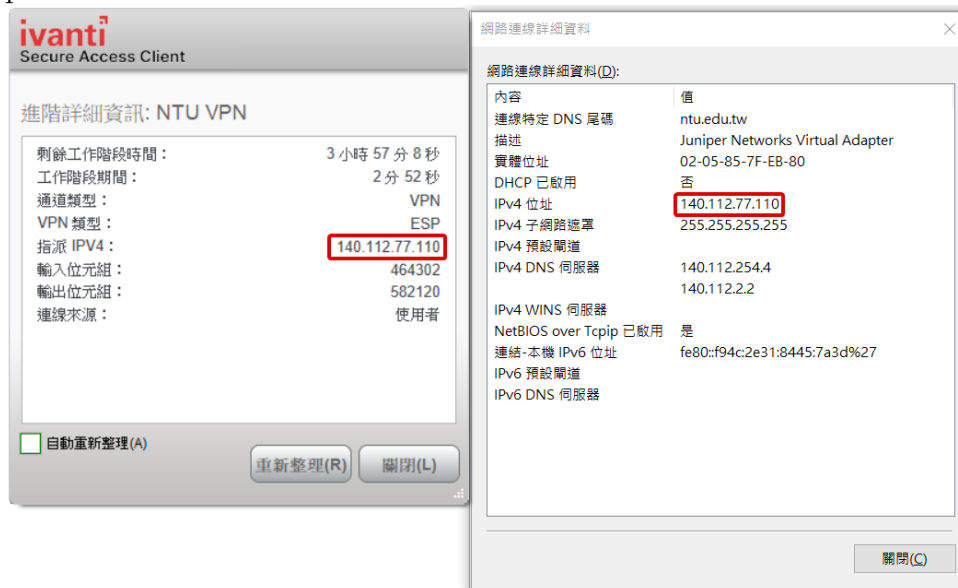 ivanti
Secure Access Client
進階詳細資訊: NTU VPN
剩餘工作階段時間： 3 小時 57 分 8 秒
工作階段期間： 2 分 52 秒
通道類型： VPN
VPN 類型： ESP
指派 IPV4： 140.112.77.110
輸入位元組： 464302
輸出位元組： 582120
連線來源： 使用者
自動重新整理(A)
重新整理(R) 關閉(L)
網路連線詳細資料
網路連線詳細資料(D):
內容 值
連線特定 DNS 尾碼 ntu.edu.tw
描述 Juniper Networks Virtual Adapter
實體位址 02-05-85-7F-EB-80
DHCP 已啟用 否
IPv4 位址 140.112.77.110
IPv4 子網路遮罩 255.255.255.255
IPv4 預設閘道
IPv4 DNS 伺服器 140.112.254.4
140.112.2.2
IPv4 WINS 伺服器
NetBIOS over Tcpip 已啟用 是
連結-本機 IPv6 位址 fe80::f94c:2e31:8445:7a3d%27
IPv6 預設閘道
IPv6 DNS 伺服器
關閉(C)